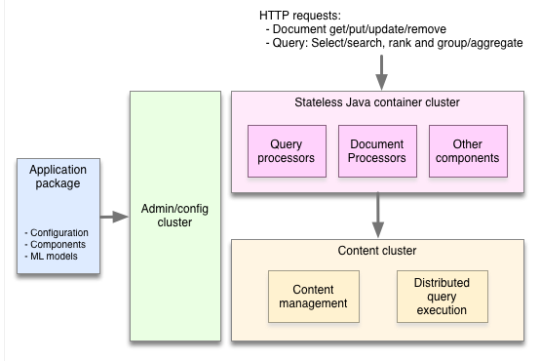 HTTP requests:
- Document get/put/update/remove
- Query: Select/search, rank and group/aggregate
Stateless Java container cluster
Query
processors
Document
Processors
Other
components
Application
package
- Configuration
- Components
- ML models
Admin/config
cluster
Content cluster
Content
management
Distributed
query
execution